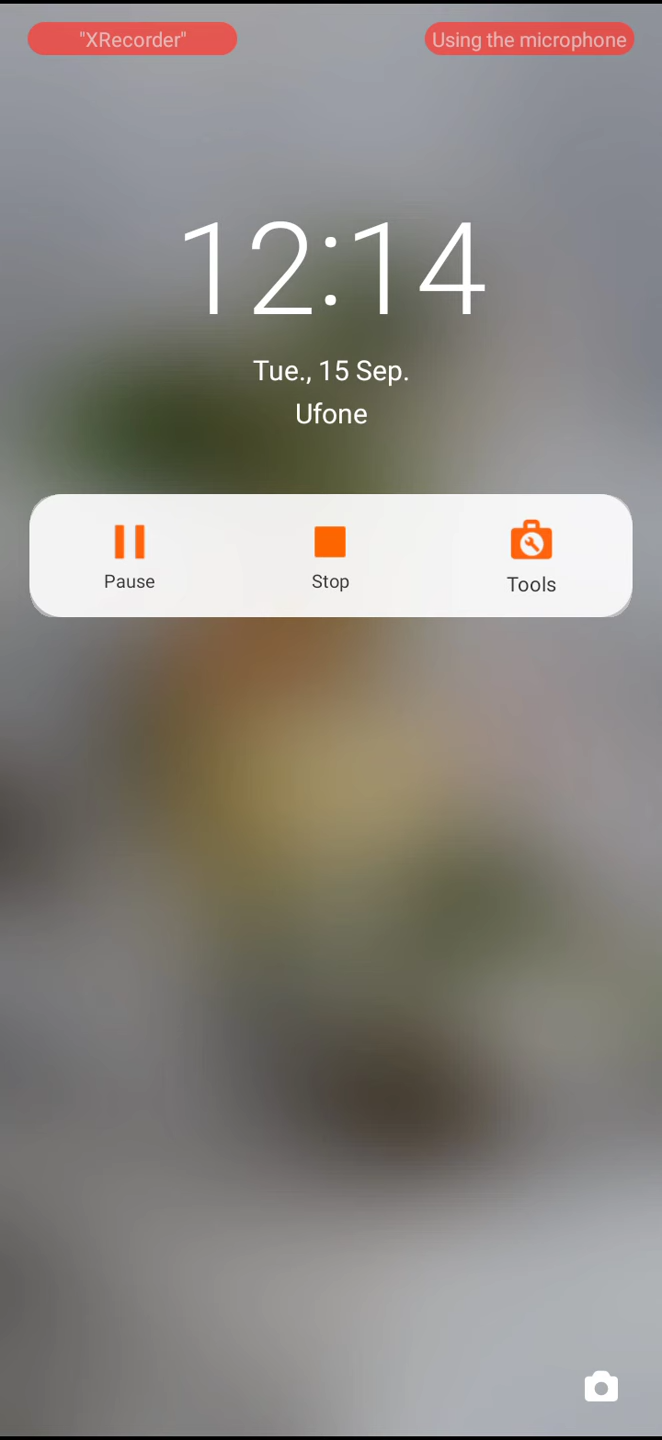 "XRecorder"
Using the microphone
12:14
Tue., 15 Sep.
Ufone
Pause
Stop
Tools